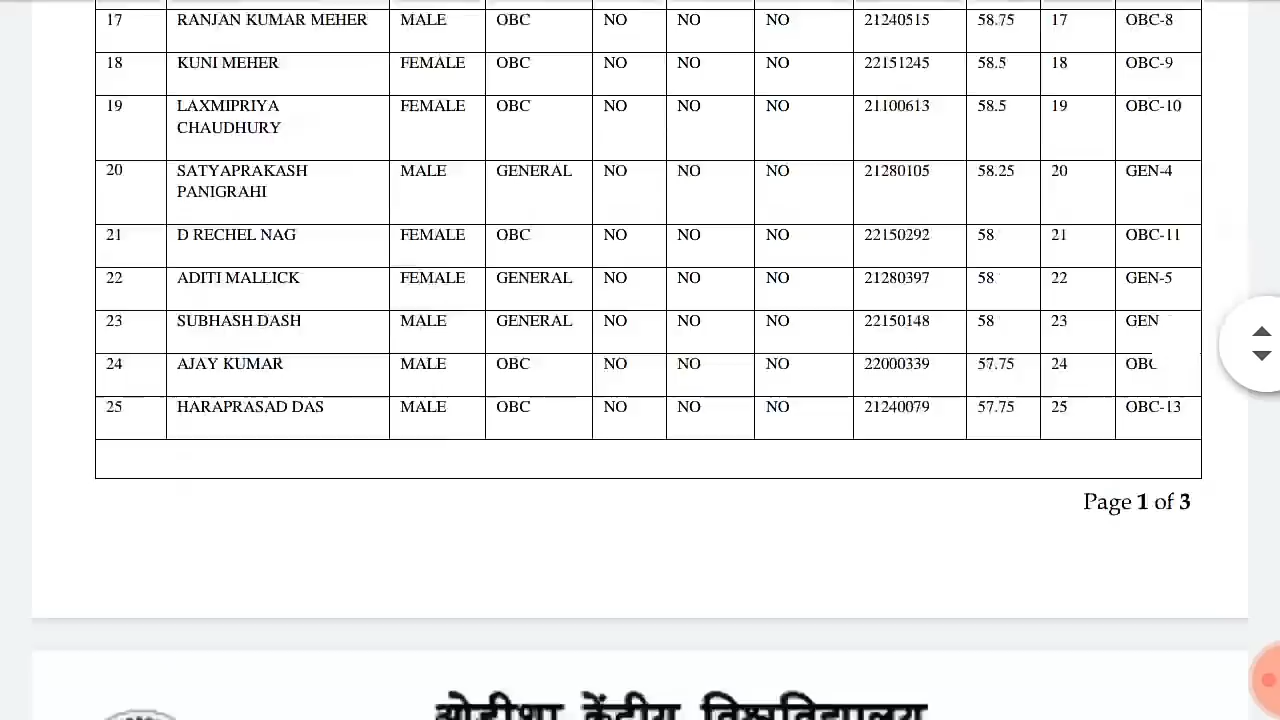 17 RANJAN KUMAR MEHER MALE OBC NO NO NO 21240515 58.75 17 OBC-8
18 KUNI MEHER FEMALE OBC NO NO NO 22151245 58.5 18 OBC-9
19 LAXMIPRIYA FEMALE OBC NO NO NO 21100613 58.5 19 OBC-10
CHAUDHURY
20 SATYAPRAKASH MALE GENERAL NO NO NO 21280105 58.25 20 GEN-4
PANIGRAHI
21 D RECHEL NAG FEMALE OBC NO NO NO 22150292 58 21 OBC-11
22 ADITI MALLICK FEMALE GENERAL NO NO NO 21280397 58 22 GEN-5
23 SUBHASH DASH MALE GENERAL NO NO NO 22150148 58 23 GEN
24 AJAY KUMAR MALE OBC NO NO NO 22000339 57.75 24 OBC
25 HARAPRASAD DAS MALE OBC NO NO NO 21240079 57.75 25 OBC-13
Page 1 of 3
ओड़ीशा केंद्रीय विश्वविद्यालय